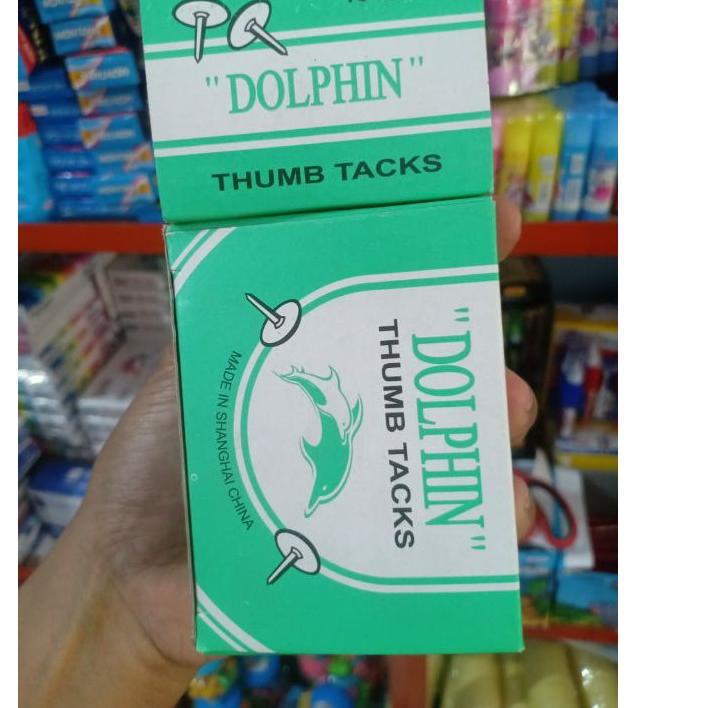 "DOLPHIN"
THUMB TACKS
"DOLPHIN"
THUMB TACKS
MADE IN SHANGHAI CHINA